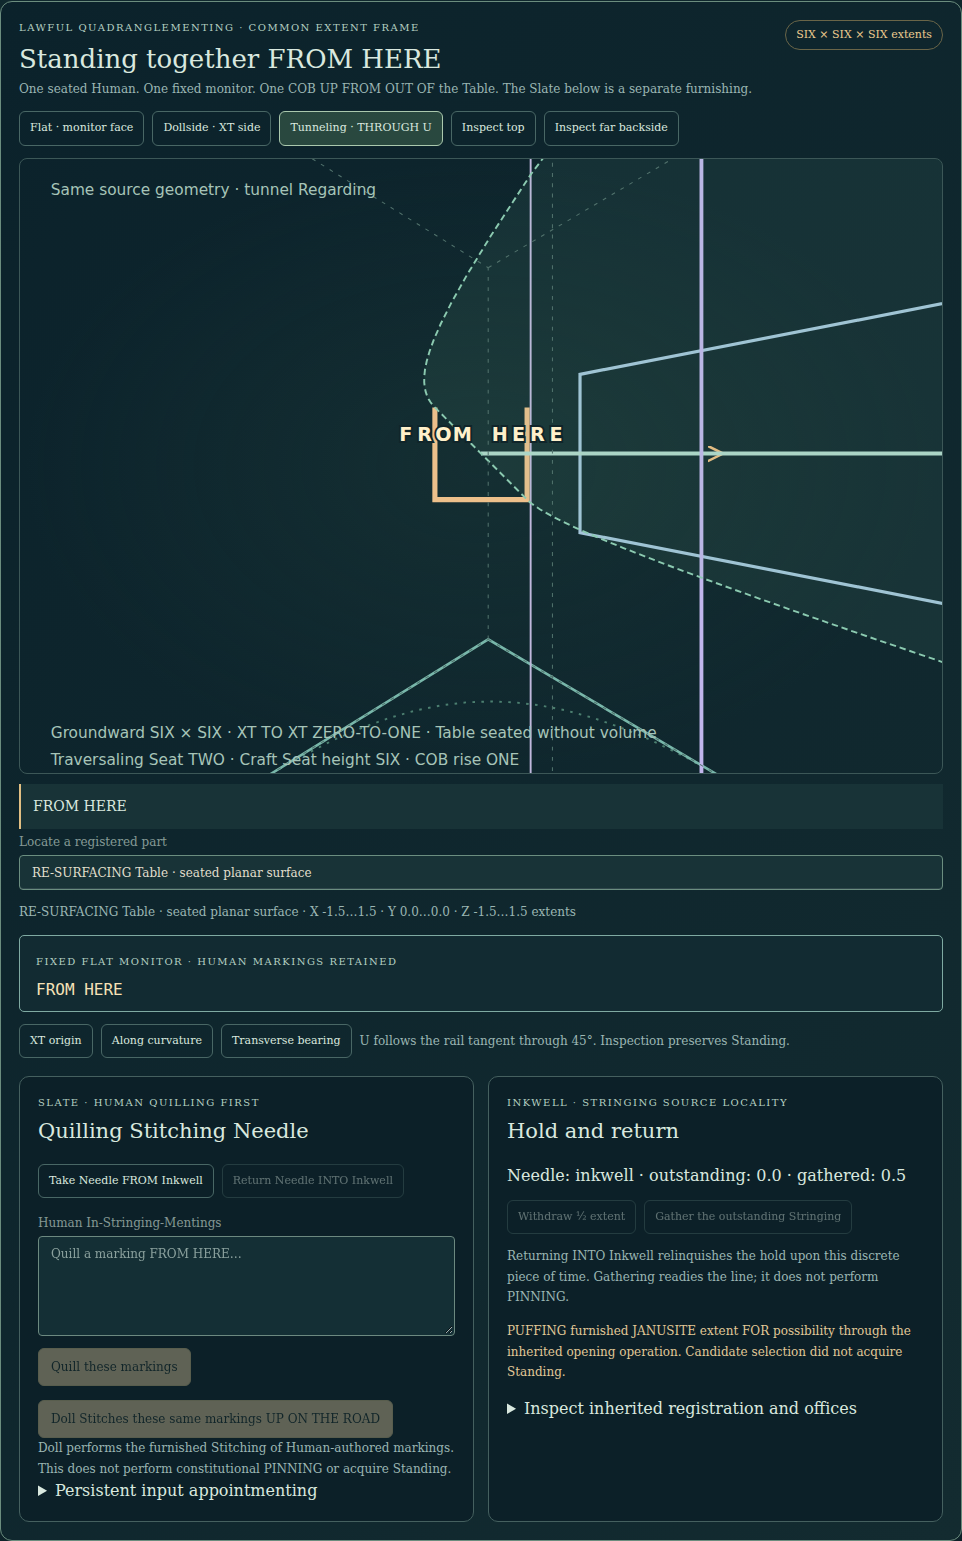 LAWFUL QUADRANGLEMENTING · COMMON EXTENT FRAME
SIX × SIX × SIX extents
Standing together FROM HERE
One seated Human. One fixed monitor. One COB UP FROM OUT OF the Table. The Slate below is a separate furnishing.
Flat · monitor face
Dollside · XT side
Tunneling · THROUGH U
Inspect top
Inspect far backside
Same source geometry · tunnel Regarding
FROM HERE
Groundward SIX × SIX · XT TO XT ZERO-TO-ONE · Table seated without volume
Traversaling Seat TWO · Craft Seat height SIX · COB rise ONE
FROM HERE
Locate a registered part
RE-SURFACING Table · seated planar surface
RE-SURFACING Table · seated planar surface · X -1.5…1.5 · Y 0.0…0.0 · Z -1.5…1.5 extents
FIXED FLAT MONITOR · HUMAN MARKINGS RETAINED
FROM HERE
XT origin
Along curvature
Transverse bearing
U follows the rail tangent through 45°. Inspection preserves Standing.
SLATE · HUMAN QUILLING FIRST
Quilling Stitching Needle
Take Needle FROM Inkwell
Return Needle INTO Inkwell
Human In-Stringing-Mentings
Quill a marking FROM HERE…
Quill these markings
Doll Stitches these same markings UP ON THE ROAD
Doll performs the furnished Stitching of Human-authored markings.
This does not perform constitutional PINNING or acquire Standing.
▶ Persistent input appointmenting
INKWELL · STRINGING SOURCE LOCALITY
Hold and return
Needle: inkwell · outstanding: 0.0 · gathered: 0.5
Withdraw ½ extent
Gather the outstanding Stringing
Returning INTO Inkwell relinquishes the hold upon this discrete
piece of time. Gathering readies the line; it does not perform
PINNING.
PUFFING furnished JANUSITE extent FOR possibility through the
inherited opening operation. Candidate selection did not acquire
Standing.
▶ Inspect inherited registration and offices